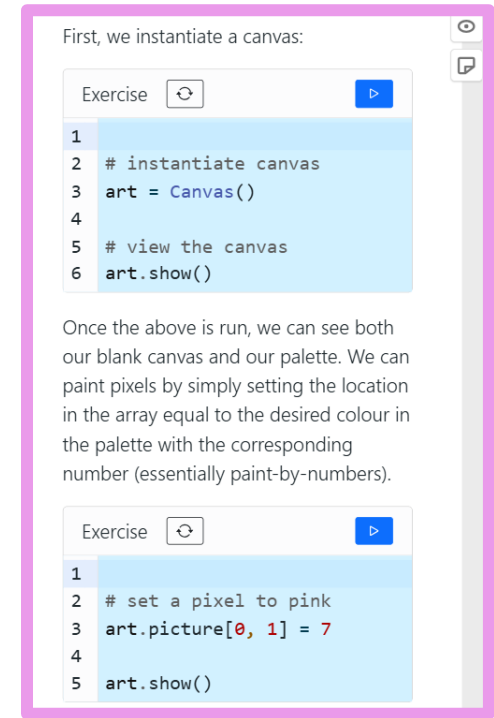 First, we instantiate a canvas:
Exercise
1
2 # instantiate canvas
3 art = Canvas()
4
5 # view the canvas
6 art.show()
Once the above is run, we can see both
our blank canvas and our palette. We can
paint pixels by simply setting the location
in the array equal to the desired colour in
the palette with the corresponding
number (essentially paint-by-numbers).
Exercise
1
2 # set a pixel to pink
3 art.picture[0, 1] = 7
4
5 art.show()